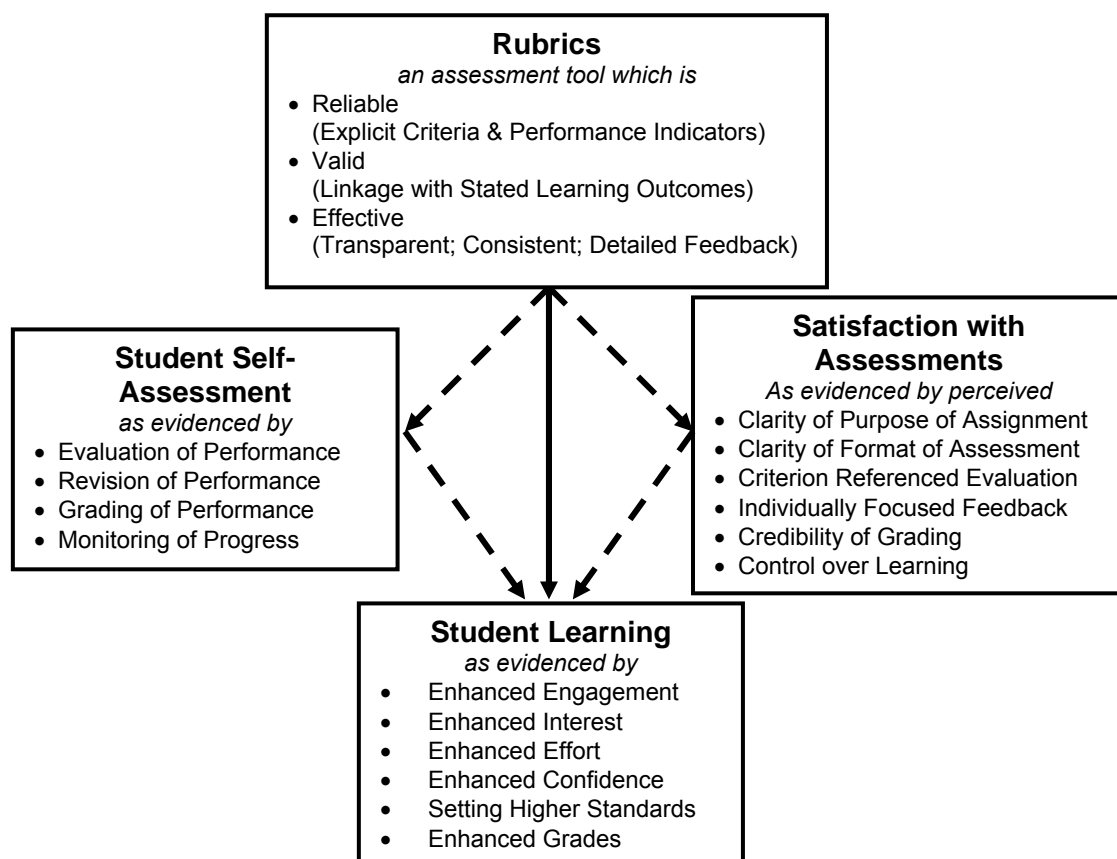 Rubrics
an assessment tool which is
• Reliable
(Explicit Criteria & Performance Indicators)
• Valid
(Linkage with Stated Learning Outcomes)
• Effective
(Transparent; Consistent; Detailed Feedback)
Student Self-
Assessment
as evidenced by
• Evaluation of Performance
• Revision of Performance
• Grading of Performance
• Monitoring of Progress
Satisfaction with
Assessments
As evidenced by perceived
• Clarity of Purpose of Assignment
• Clarity of Format of Assessment
• Criterion Referenced Evaluation
• Individually Focused Feedback
• Credibility of Grading
• Control over Learning
Student Learning
as evidenced by
• Enhanced Engagement
• Enhanced Interest
• Enhanced Effort
• Enhanced Confidence
• Setting Higher Standards
• Enhanced Grades